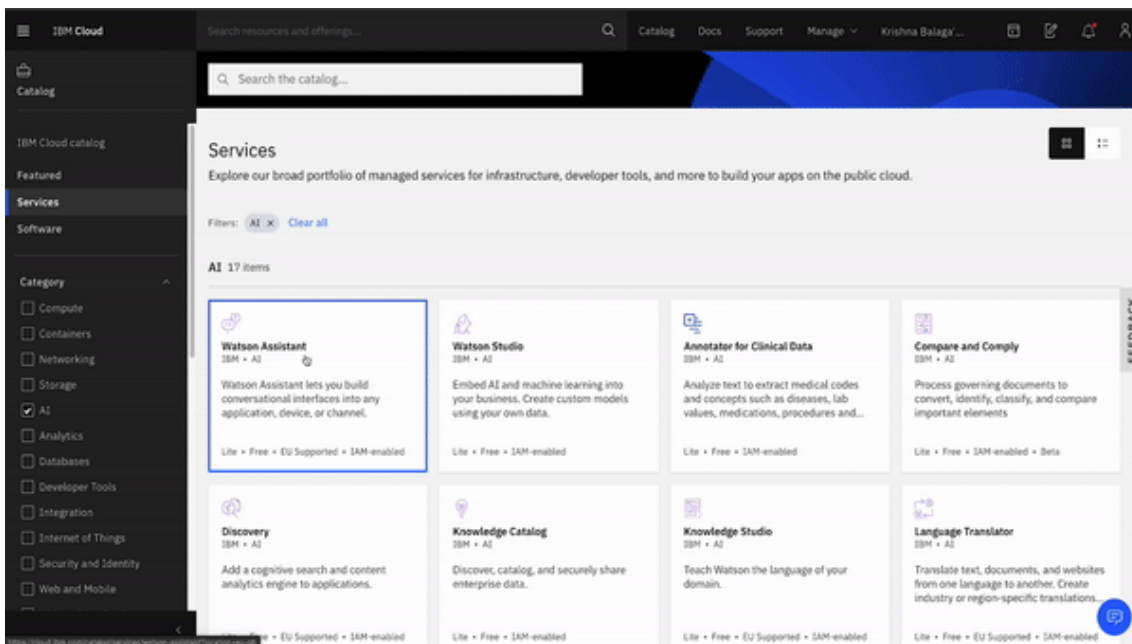 IBM Cloud
Search resources and offerings...
Catalog
Docs
Support
Manage
Krishna Balaga'...
Catalog
Search the catalog...
IBM Cloud catalog
Featured
Services
Software
Category
Compute
Containers
Networking
Storage
AI
Analytics
Databases
Developer Tools
Integration
Internet of Things
Security and Identity
Web and Mobile
Services
Explore our broad portfolio of managed services for infrastructure, developer tools, and more to build your apps on the public cloud.
Filters: AI × Clear all
AI 17 items
Watson Assistant
IBM • AI
Watson Assistant lets you build
conversational interfaces into any
application, device, or channel.
Lite • Free • EU Supported • IAM-enabled
Watson Studio
IBM • AI
Embed AI and machine learning into
your business. Create custom models
using your own data.
Lite • Free • IAM-enabled
Annotator for Clinical Data
IBM • AI
Analyze text to extract medical codes
and concepts such as diseases, lab
values, medications, procedures and...
Lite • Free • IAM-enabled
Compare and Comply
IBM • AI
Process governing documents to
convert, identify, classify, and compare
important elements
Lite • Free • IAM-enabled • Beta
Discovery
IBM • AI
Add a cognitive search and content
analytics engine to applications.
Free • EU Supported • IAM-enabled
Knowledge Catalog
IBM • AI
Discover, catalog, and securely share
enterprise data.
Lite • Free • IAM-enabled
Knowledge Studio
IBM • AI
Teach Watson the language of your
domain.
Lite • Free • EU Supported • IAM-enabled
Language Translator
IBM • AI
Translate text, documents, and websites
from one language to another. Create
industry or region-specific translations...
Lite • Free • EU Supported • IAM-enabled
FEEDBACK